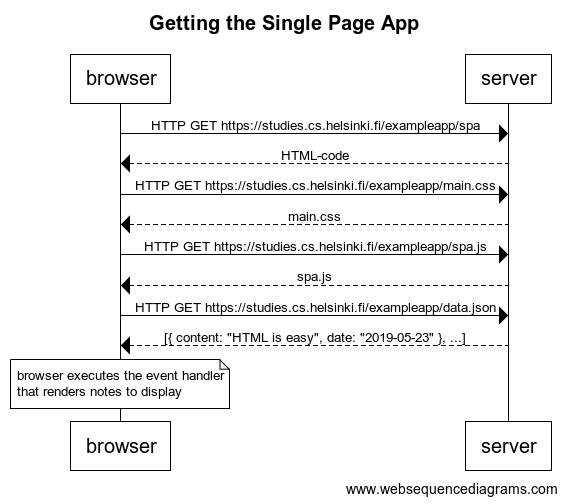 Getting the Single Page App
browser
server
HTTP GET https://studies.cs.helsinki.fi/exampleapp/spa
HTML-code
HTTP GET https://studies.cs.helsinki.fi/exampleapp/main.css
main.css
HTTP GET https://studies.cs.helsinki.fi/exampleapp/spa.js
spa.js
HTTP GET https://studies.cs.helsinki.fi/exampleapp/data.json
[{ content: "HTML is easy", date: "2019-05-23" }, ...]
browser executes the event handler
that renders notes to display
browser
server
www.websequencediagrams.com